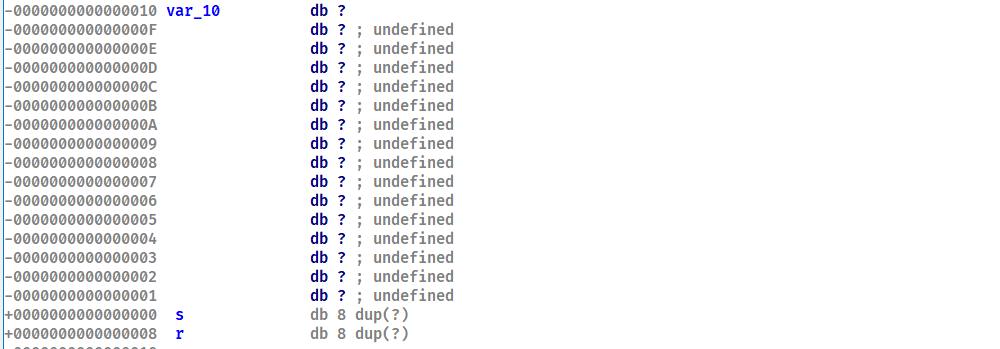 -0000000000000010 var_10 db ?
-000000000000000F db ? ; undefined
-000000000000000E db ? ; undefined
-000000000000000D db ? ; undefined
-000000000000000C db ? ; undefined
-000000000000000B db ? ; undefined
-000000000000000A db ? ; undefined
-0000000000000009 db ? ; undefined
-0000000000000008 db ? ; undefined
-0000000000000007 db ? ; undefined
-0000000000000006 db ? ; undefined
-0000000000000005 db ? ; undefined
-0000000000000004 db ? ; undefined
-0000000000000003 db ? ; undefined
-0000000000000002 db ? ; undefined
-0000000000000001 db ? ; undefined
+0000000000000000 s db 8 dup(?)
+0000000000000008 r db 8 dup(?)